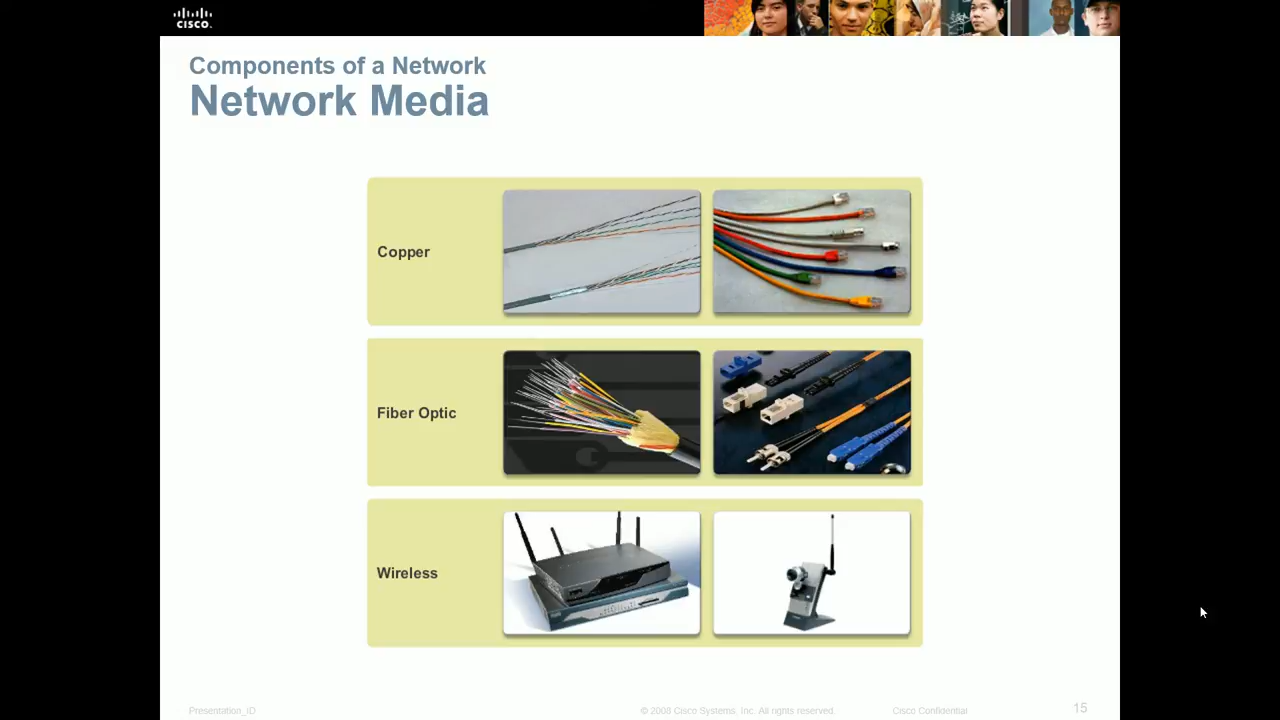 CISCO.
Components of a Network
Network Media
Copper
Fiber Optic
Wireless
Presentation_ID
© 2008 Cisco Systems, Inc. All rights reserved.
Cisco Confidential
15